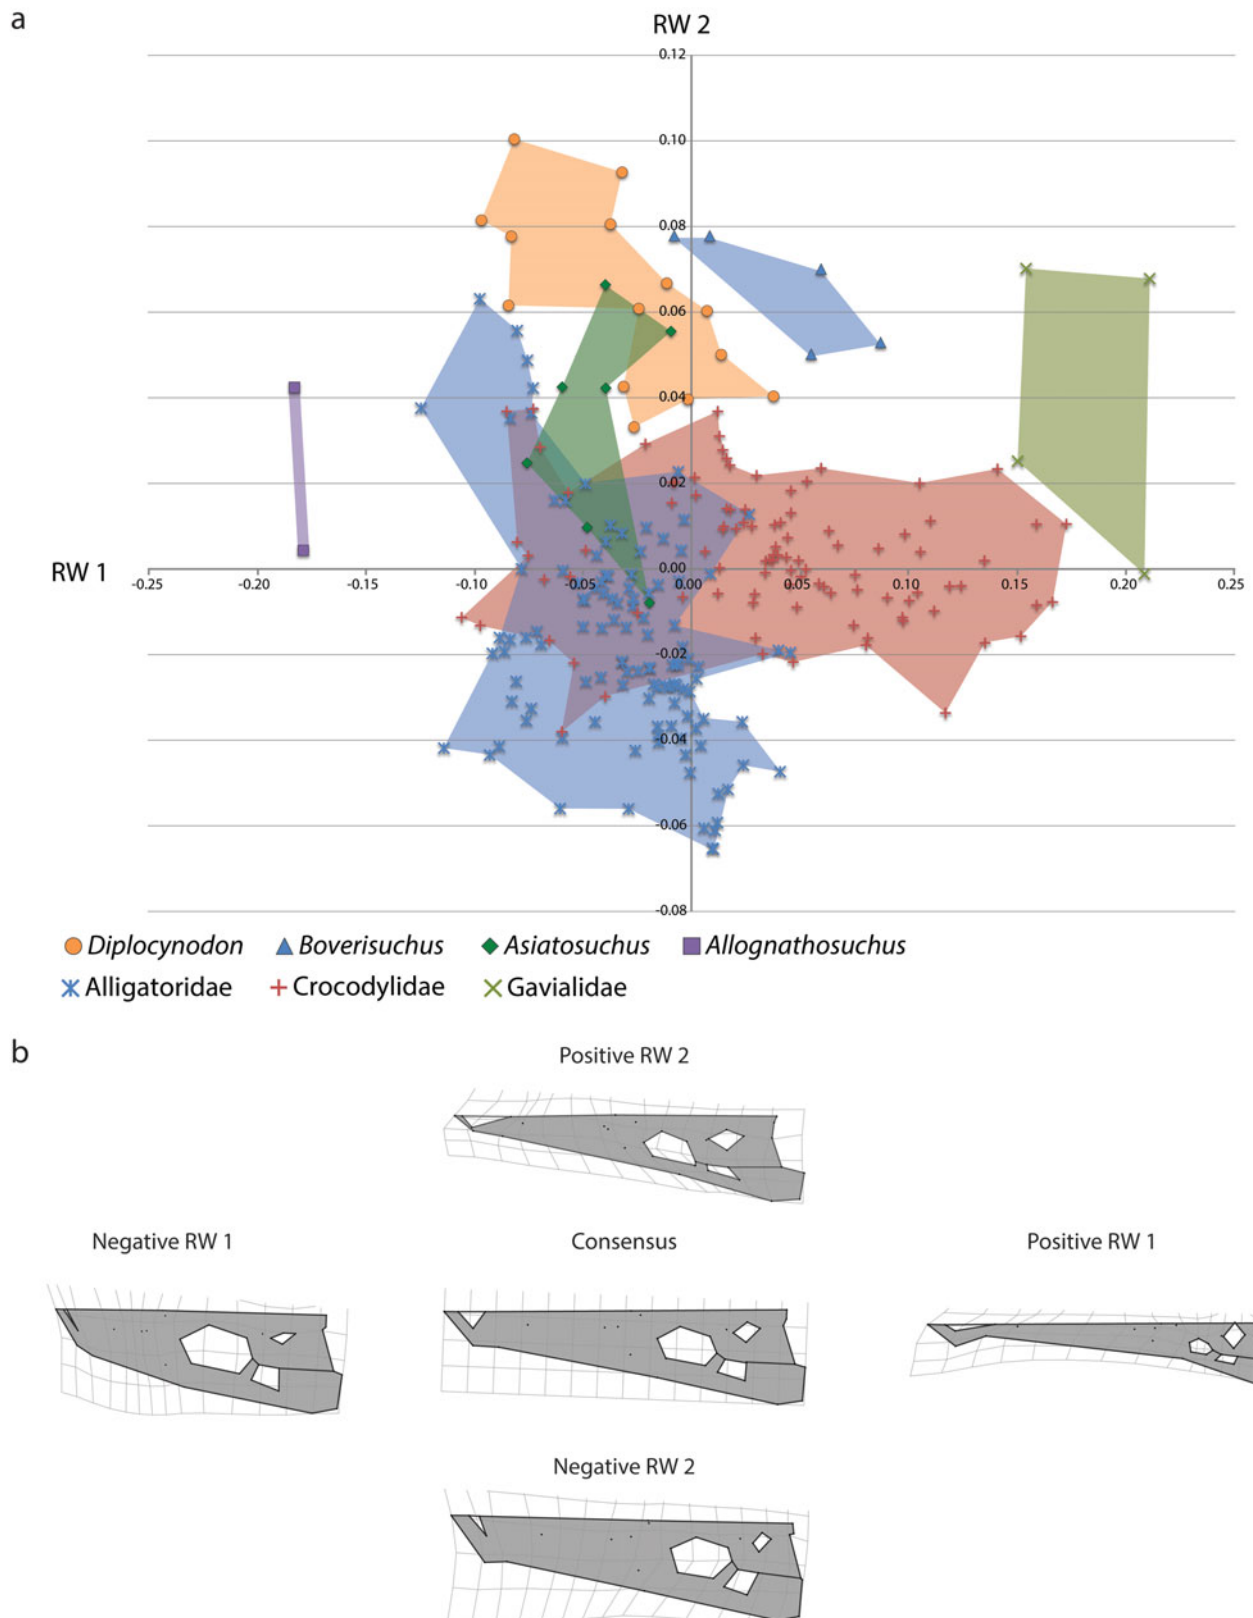 a
RW 2
0.12
0.10
0.08
0.06
0.04
0.02
RW 1
-0.25 -0.20 -0.15 -0.10 -0.05 0.00 0.05 0.10 0.15 0.20 0.25
-0.02
-0.04
-0.06
-0.08
Diplocynodon Boverisuchus Asiatosuchus Allognathosuchus
Alligatoridae Crocodylidae Gavialidae
b
Positive RW 2
Negative RW 1 Consensus Positive RW 1
Negative RW 2